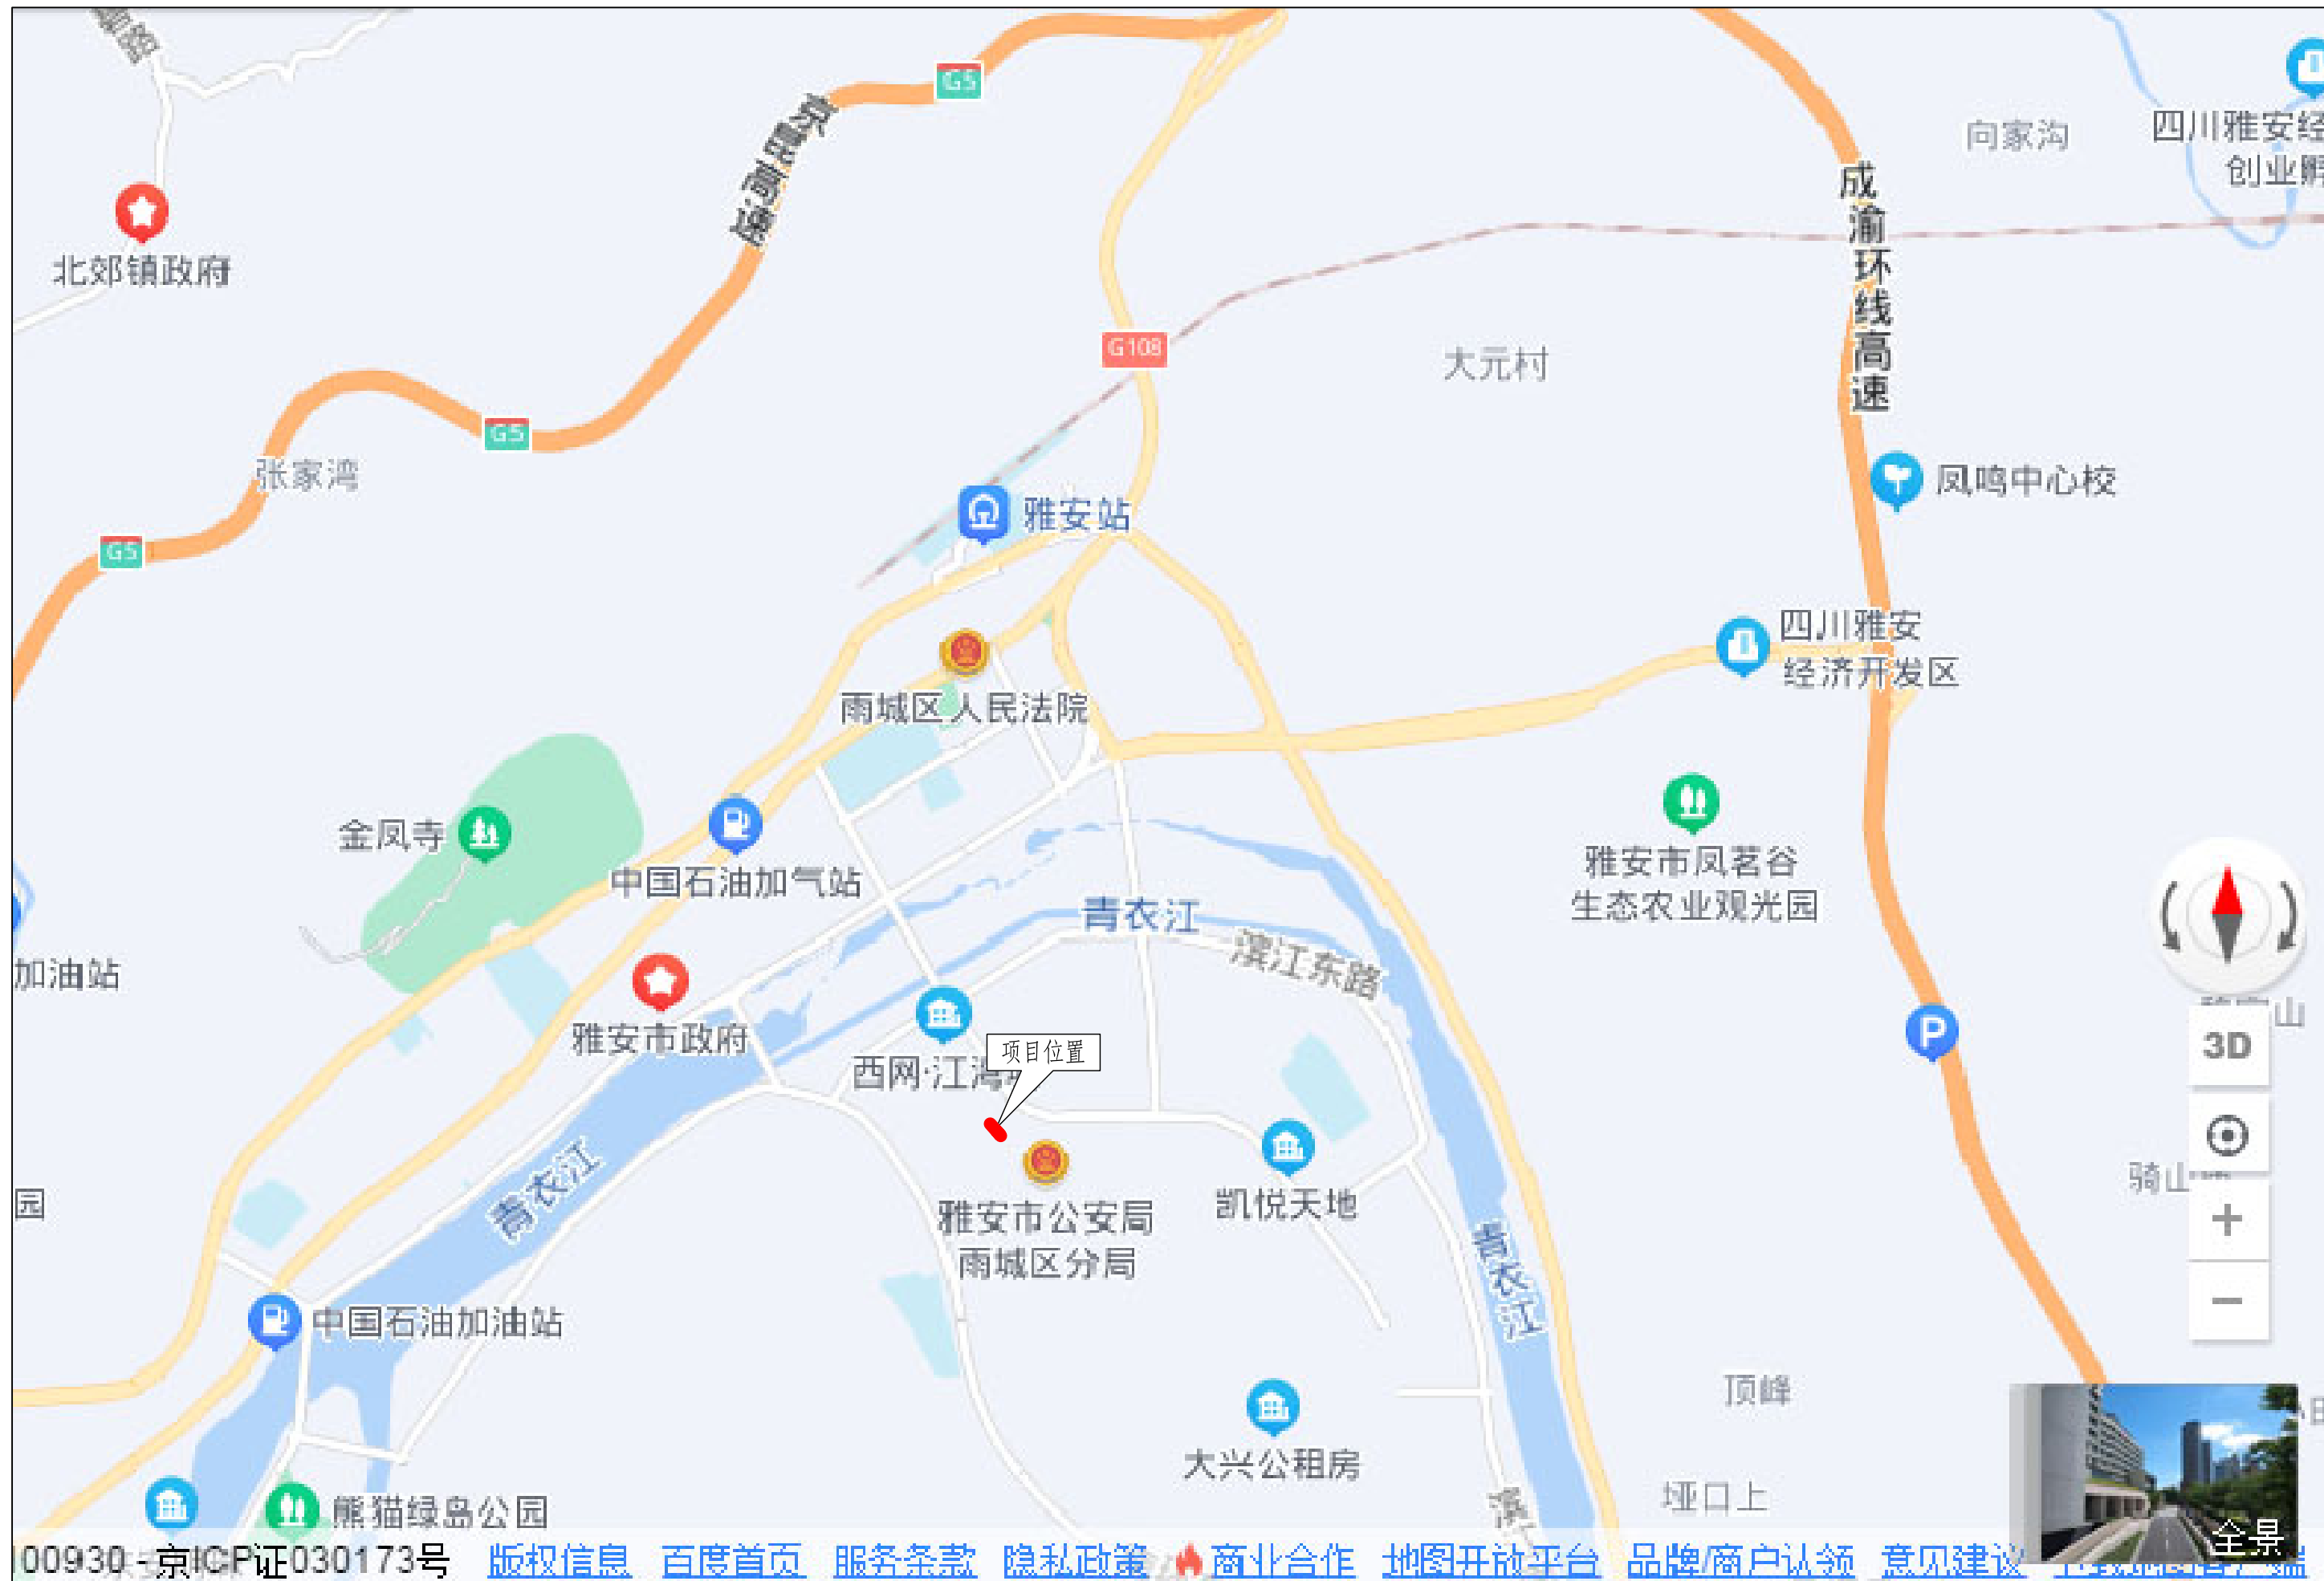 G5
京昆高速
向家沟
四川雅安经
创业孵
成渝环线高速
北郊镇政府
G108
大元村
G5
张家湾
凤鸣中心校
雅安站
G5
四川雅安
经济开发区
雨城区人民法院
金凤寺
中国石油加气站
雅安市凤茗谷
生态农业观光园
青衣江
滨江东路
加油站
雅安市政府
山
3D
项目位置
西网·江湾
P
骑山
青衣江
园
凯悦天地
雅安市公安局
雨城区分局
青衣江
中国石油加油站
顶峰
大兴公租房
垭口上
熊猫绿岛公园
全景
00930 - 京ICP证030173号
版权信息
百度首页
服务条款
隐私政策
商业合作
地图开放平台
品牌/商户认领
意见建议